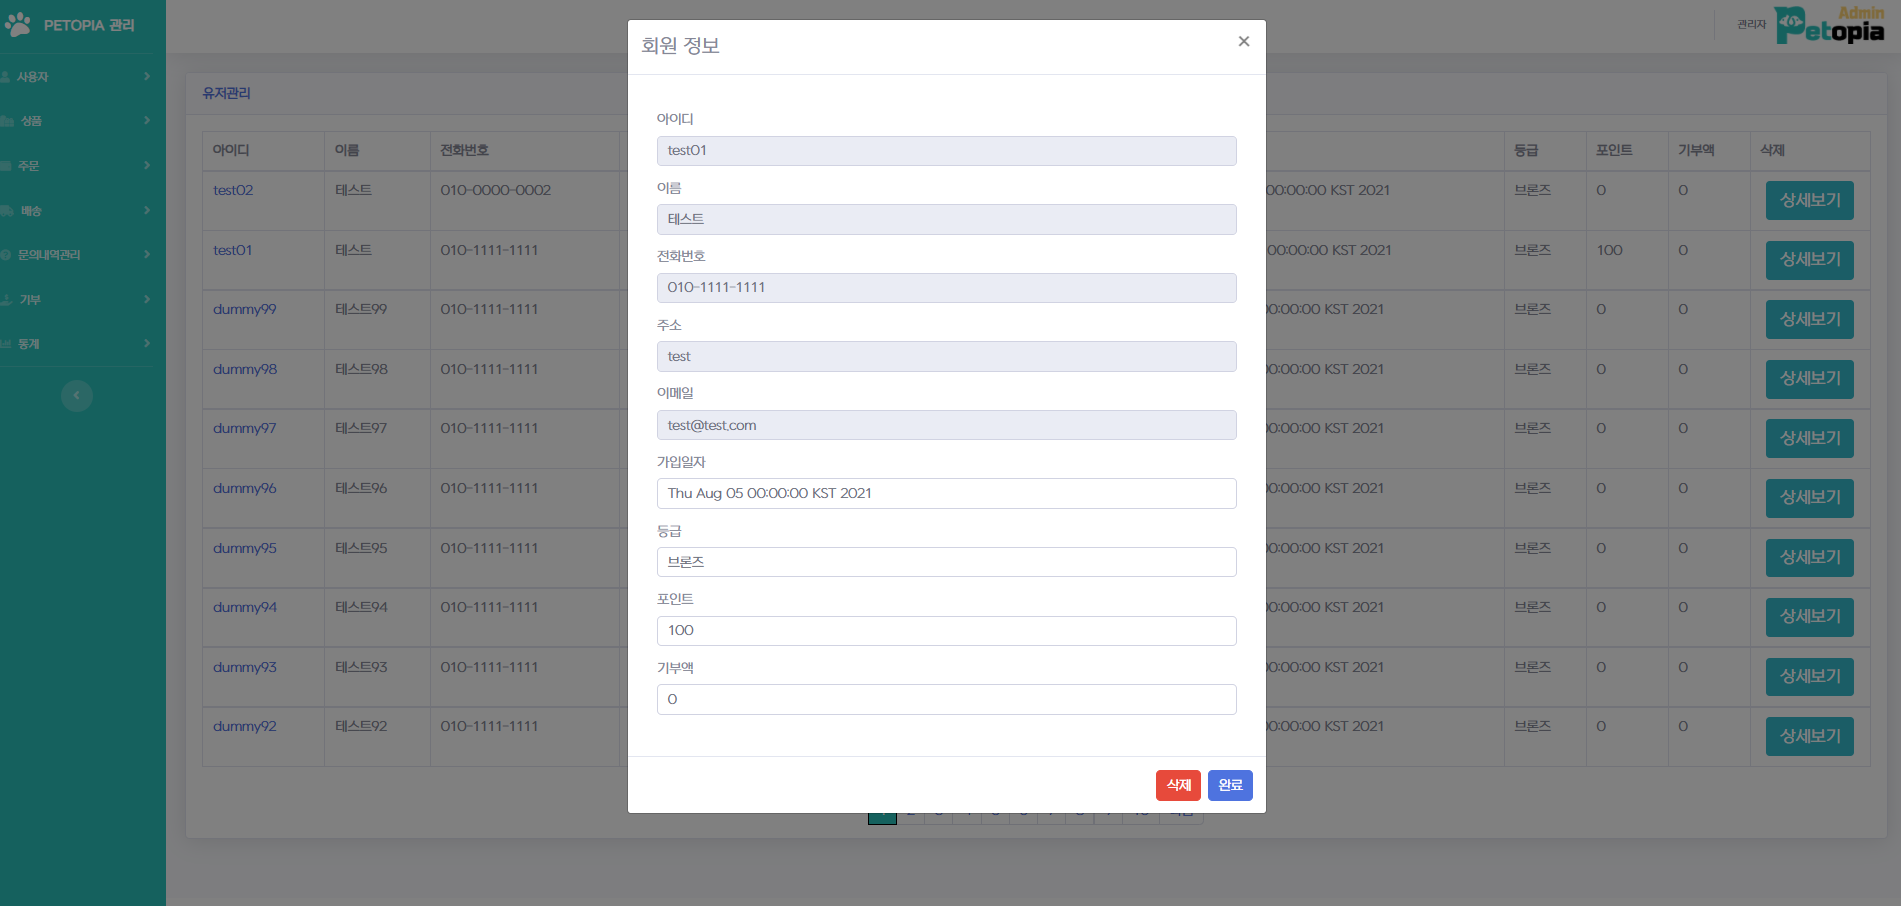 PETOPIA 관리
사용자
상품
주문
배송
문의내역관리
기부
통계
관리자
Admin
Petopia
유저관리
아이디 이름 전화번호 등급 포인트 기부액 삭제
test02 테스트 010-0000-0002 00:00:00 KST 2021 브론즈 0 0 상세보기
test01 테스트 010-1111-1111 00:00:00 KST 2021 브론즈 100 0 상세보기
dummy99 테스트99 010-1111-1111 00:00:00 KST 2021 브론즈 0 0 상세보기
dummy98 테스트98 010-1111-1111 00:00:00 KST 2021 브론즈 0 0 상세보기
dummy97 테스트97 010-1111-1111 00:00:00 KST 2021 브론즈 0 0 상세보기
dummy96 테스트96 010-1111-1111 00:00:00 KST 2021 브론즈 0 0 상세보기
dummy95 테스트95 010-1111-1111 00:00:00 KST 2021 브론즈 0 0 상세보기
dummy94 테스트94 010-1111-1111 00:00:00 KST 2021 브론즈 0 0 상세보기
dummy93 테스트93 010-1111-1111 00:00:00 KST 2021 브론즈 0 0 상세보기
dummy92 테스트92 010-1111-1111 00:00:00 KST 2021 브론즈 0 0 상세보기
회원 정보 ×
아이디
test01
이름
테스트
전화번호
010-1111-1111
주소
test
이메일
test@test.com
가입일자
Thu Aug 05 00:00:00 KST 2021
등급
브론즈
포인트
100
기부액
0
삭제 완료